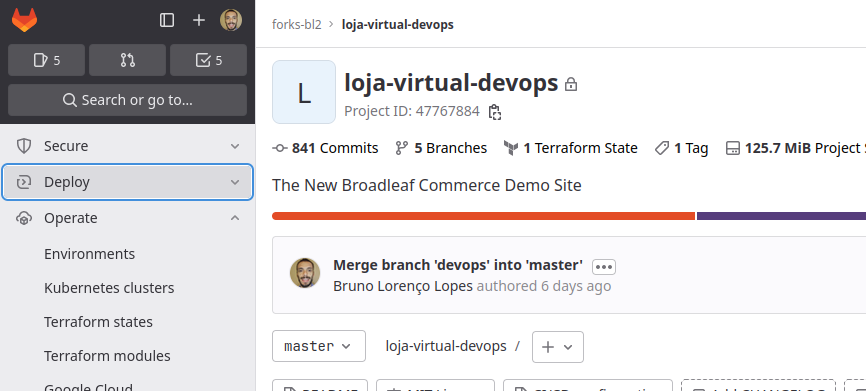 forks-bl2 > loja-virtual-devops
5 5
Search or go to...
Secure
Deploy
Operate
Environments
Kubernetes clusters
Terraform states
Terraform modules
Google Cloud
L
loja-virtual-devops
Project ID: 47767884
841 Commits 5 Branches 1 Terraform State 1 Tag 125.7 MiB Project
The New Broadleaf Commerce Demo Site
Merge branch 'devops' into 'master'
Bruno Lorenço Lopes authored 6 days ago
master loja-virtual-devops /
README